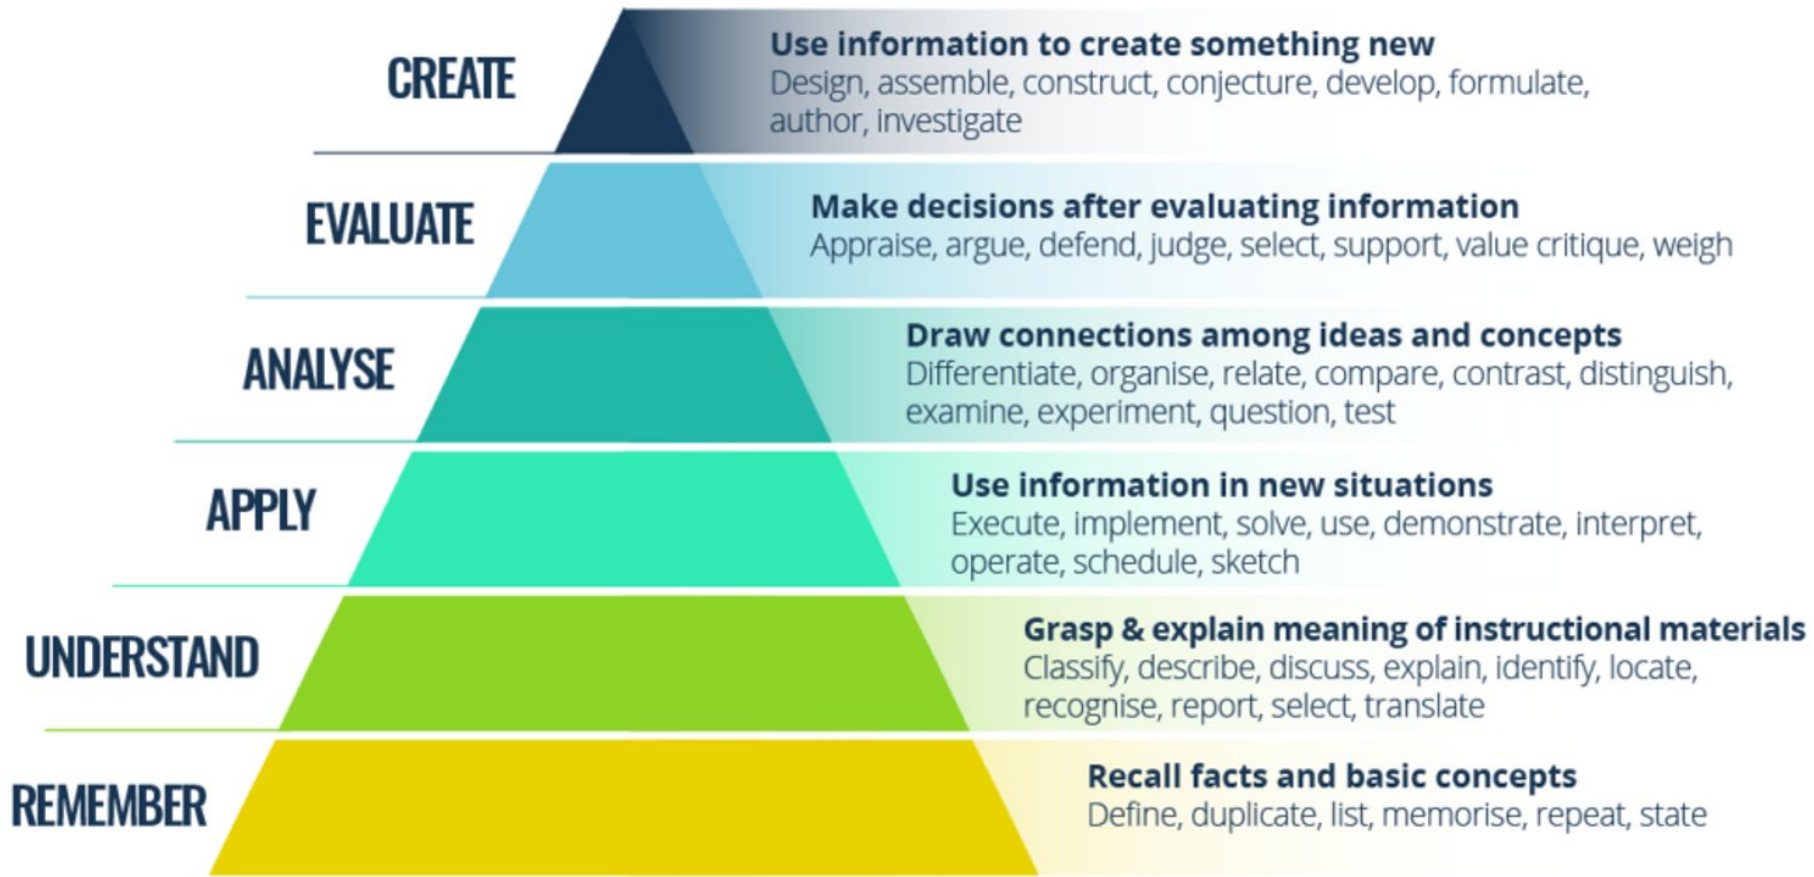 CREATE
Use information to create something new
Design, assemble, construct, conjecture, develop, formulate,
author, investigate
EVALUATE
Make decisions after evaluating information
Appraise, argue, defend, judge, select, support, value critique, weigh
ANALYSE
Draw connections among ideas and concepts
Differentiate, organise, relate, compare, contrast, distinguish,
examine, experiment, question, test
APPLY
Use information in new situations
Execute, implement, solve, use, demonstrate, interpret,
operate, schedule, sketch
UNDERSTAND
Grasp & explain meaning of instructional materials
Classify, describe, discuss, explain, identify, locate,
recognise, report, select, translate
REMEMBER
Recall facts and basic concepts
Define, duplicate, list, memorise, repeat, state